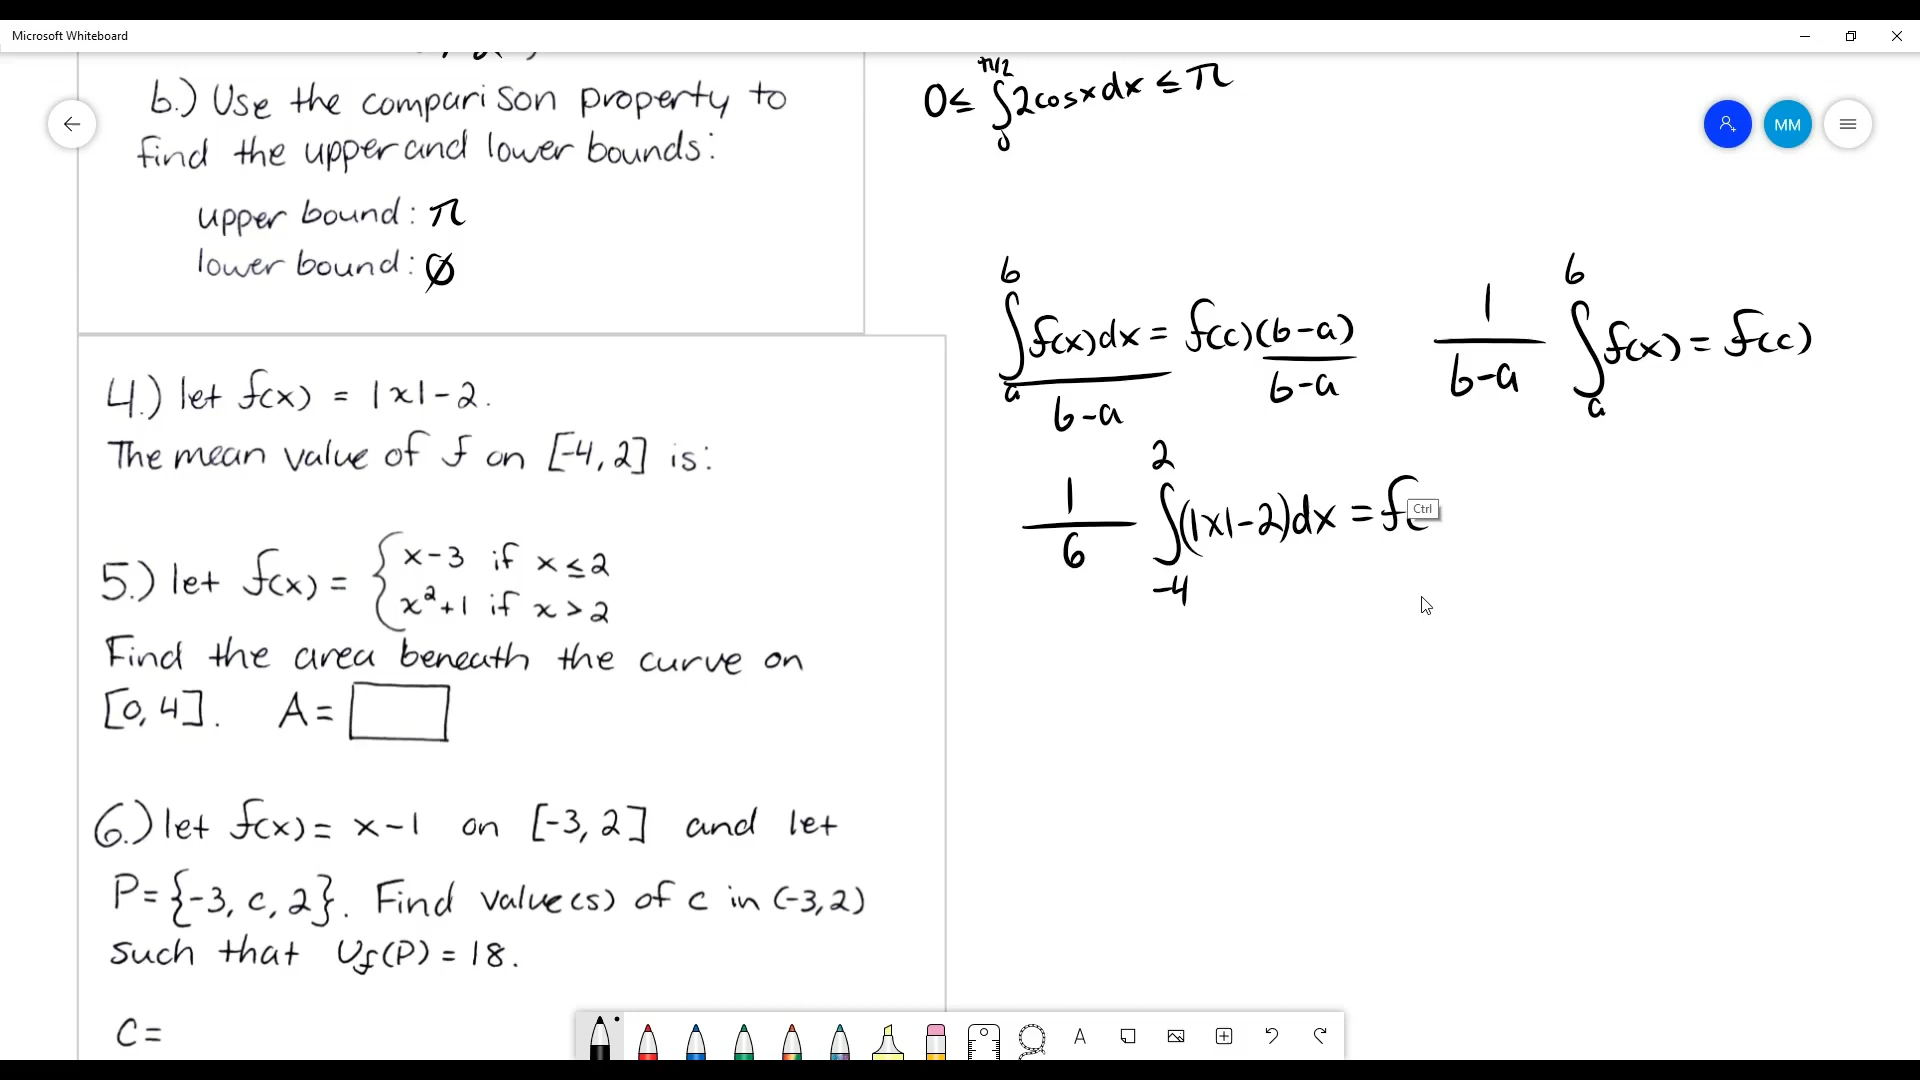 Microsoft Whiteboard
b.) Use the comparison property to
find the upper and lower bounds:
upper bound: π
lower bound: ∅
4.) let f(x) = |x|-2.
The mean value of f on [-4,2] is:
5.) let f(x) = { x-3 if x≤2
x²+1 if x>2
Find the area beneath the curve on
[0,4]. A=
6.) let f(x) = x-1 on [-3,2] and let
P={-3, c, 2}. Find value(s) of c in (-3,2)
such that U_f(P) = 18.
C=
0 ≤ ∫_0^{π/2} 2cosxdx ≤ π
∫_a^b f(x)dx / b-a = f(c)(b-a) / b-a
1 / b-a ∫_a^b f(x) = f(c)
1 / 6 ∫_{-4}^2 (|x|-2)dx = f(
Ctrl
MM
A